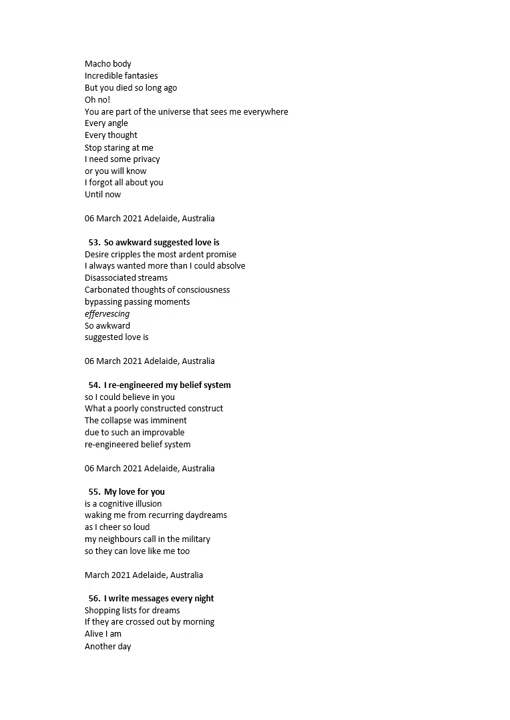 Macho body
Incredible fantasies
But you died so long ago
Oh no!
You are part of the universe that sees me everywhere
Every angle
Every thought
Stop staring at me
I need some privacy
or you will know
I forgot all about you
Until now
06 March 2021 Adelaide, Australia
53. So awkward suggested love is
Desire cripples the most ardent promise
I always wanted more than I could absolve
Disassociated streams
Carbonated thoughts of consciousness
bypassing passing moments
effervescing
So awkward
suggested love is
06 March 2021 Adelaide, Australia
54. I re-engineered my belief system
so I could believe in you
What a poorly constructed construct
The collapse was imminent
due to such an improvable
re-engineered belief system
06 March 2021 Adelaide, Australia
55. My love for you
is a cognitive illusion
waking me from recurring daydreams
as I cheer so loud
my neighbours call in the military
so they can love like me too
March 2021 Adelaide, Australia
56. I write messages every night
Shopping lists for dreams
If they are crossed out by morning
Alive I am
Another day